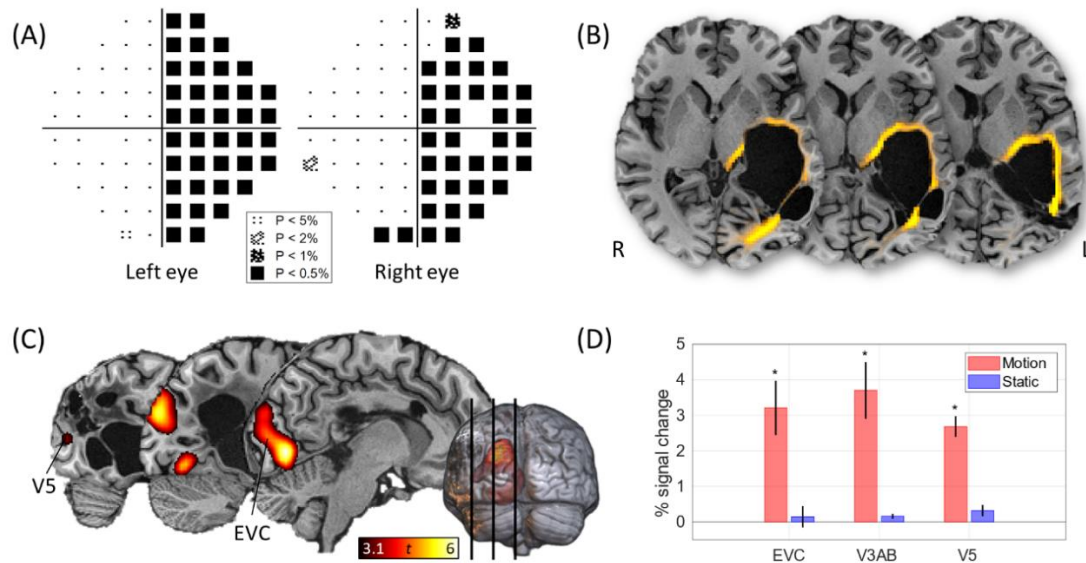 (A)
Left eye
Right eye
P < 5%
P < 2%
P < 1%
P < 0.5%
(B)
R
L
(C)
V5
EVC
3.1 t 6
(D)
% signal change
5
4
3
2
1
0
Motion
Static
*
*
*
EVC
V3AB
V5